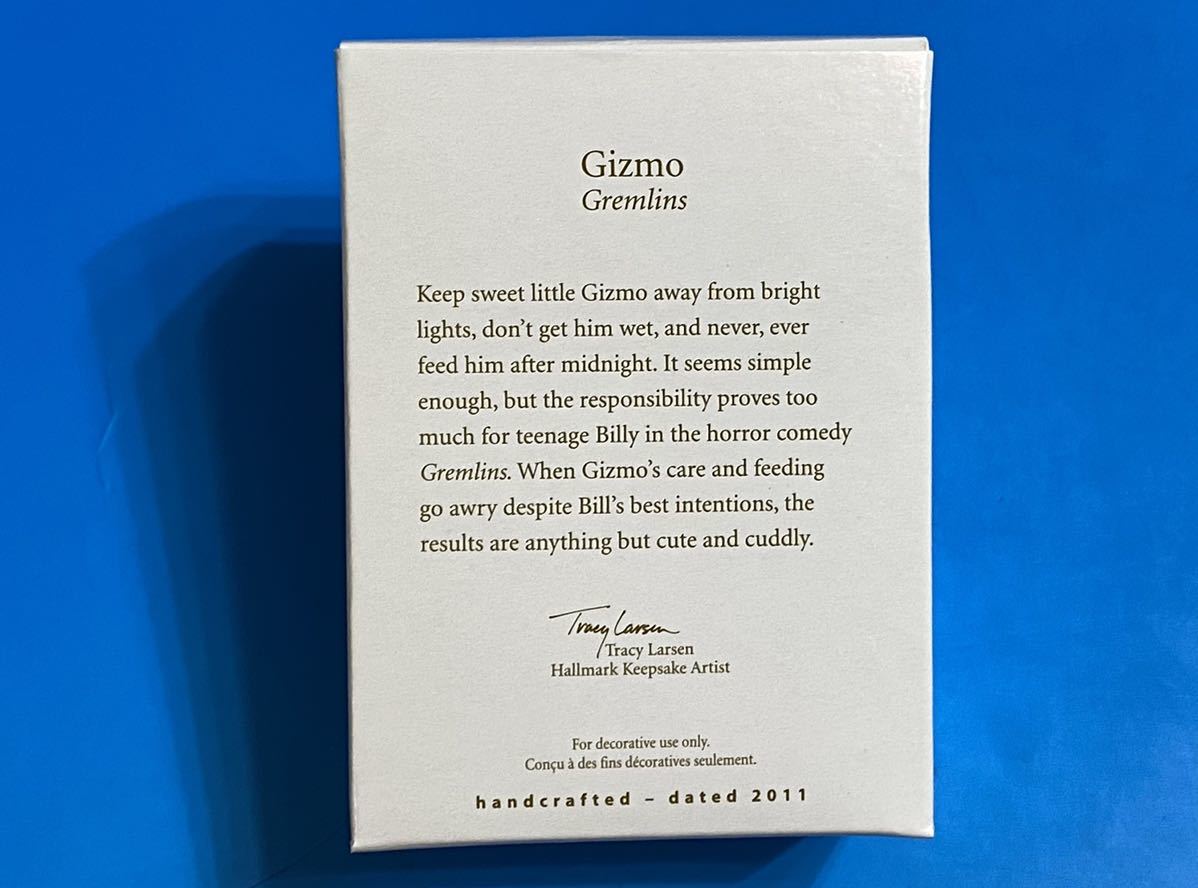 Gizmo
Gremlins
Keep sweet little Gizmo away from bright
lights, don’t get him wet, and never, ever
feed him after midnight. It seems simple
enough, but the responsibility proves too
much for teenage Billy in the horror comedy
Gremlins. When Gizmo’s care and feeding
go awry despite Bill’s best intentions, the
results are anything but cute and cuddly.
Tracy Larsen
Tracy Larsen
Hallmark Keepsake Artist
For decorative use only.
Conçu à des fins décoratives seulement.
handcrafted – dated 2011